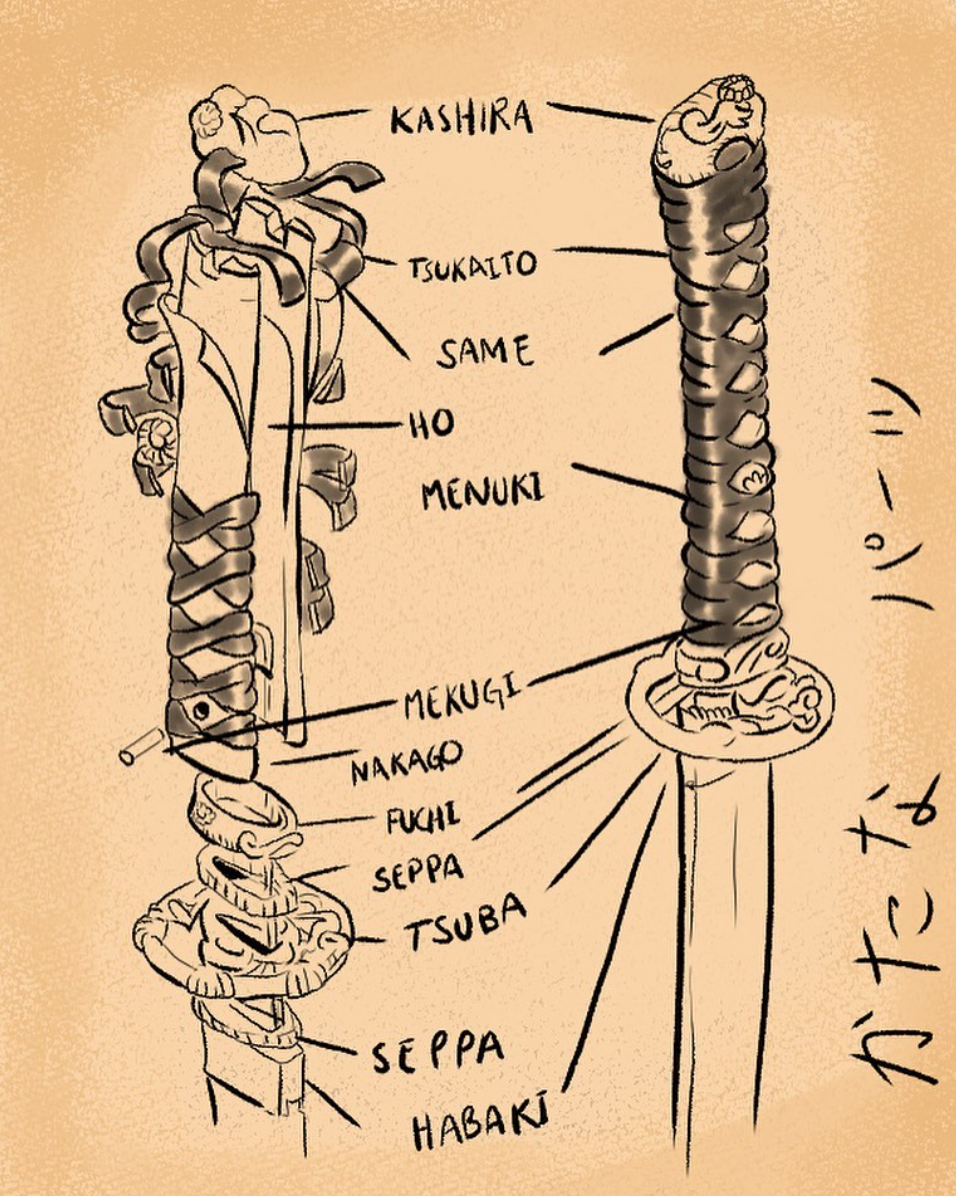 KASHIRA
TSUKAITO
SAME
HO
MENUKI
MEKUGI
NAKAGO
FUCHI
SEPPA
TSUBA
SEPPA
HABAKI
かたな パーツ